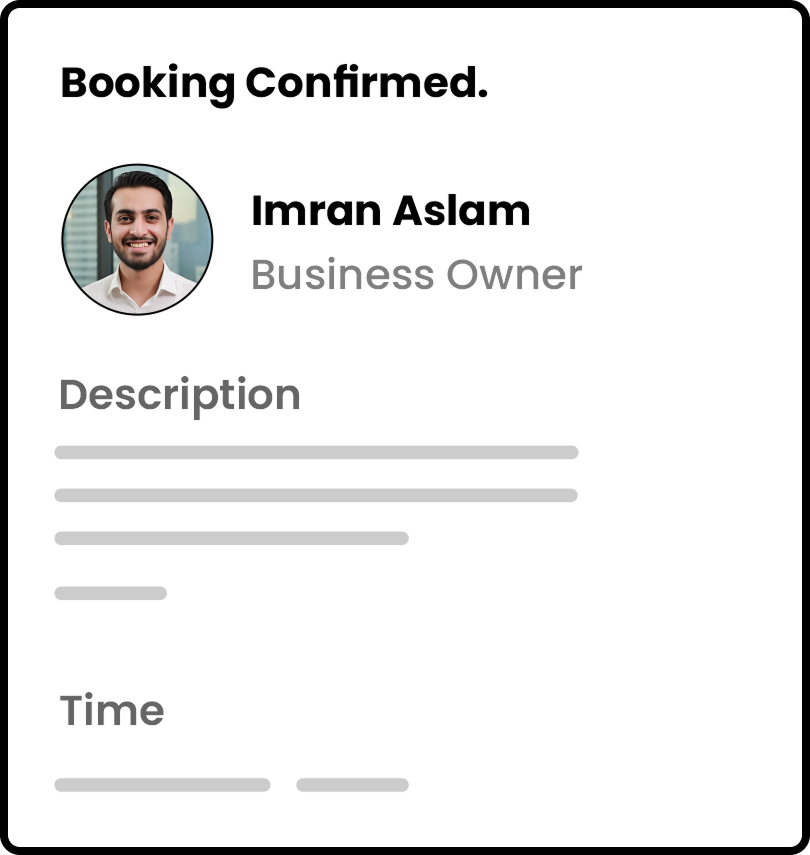 Booking Confirmed.
Imran Aslam
Business Owner
Description
Time